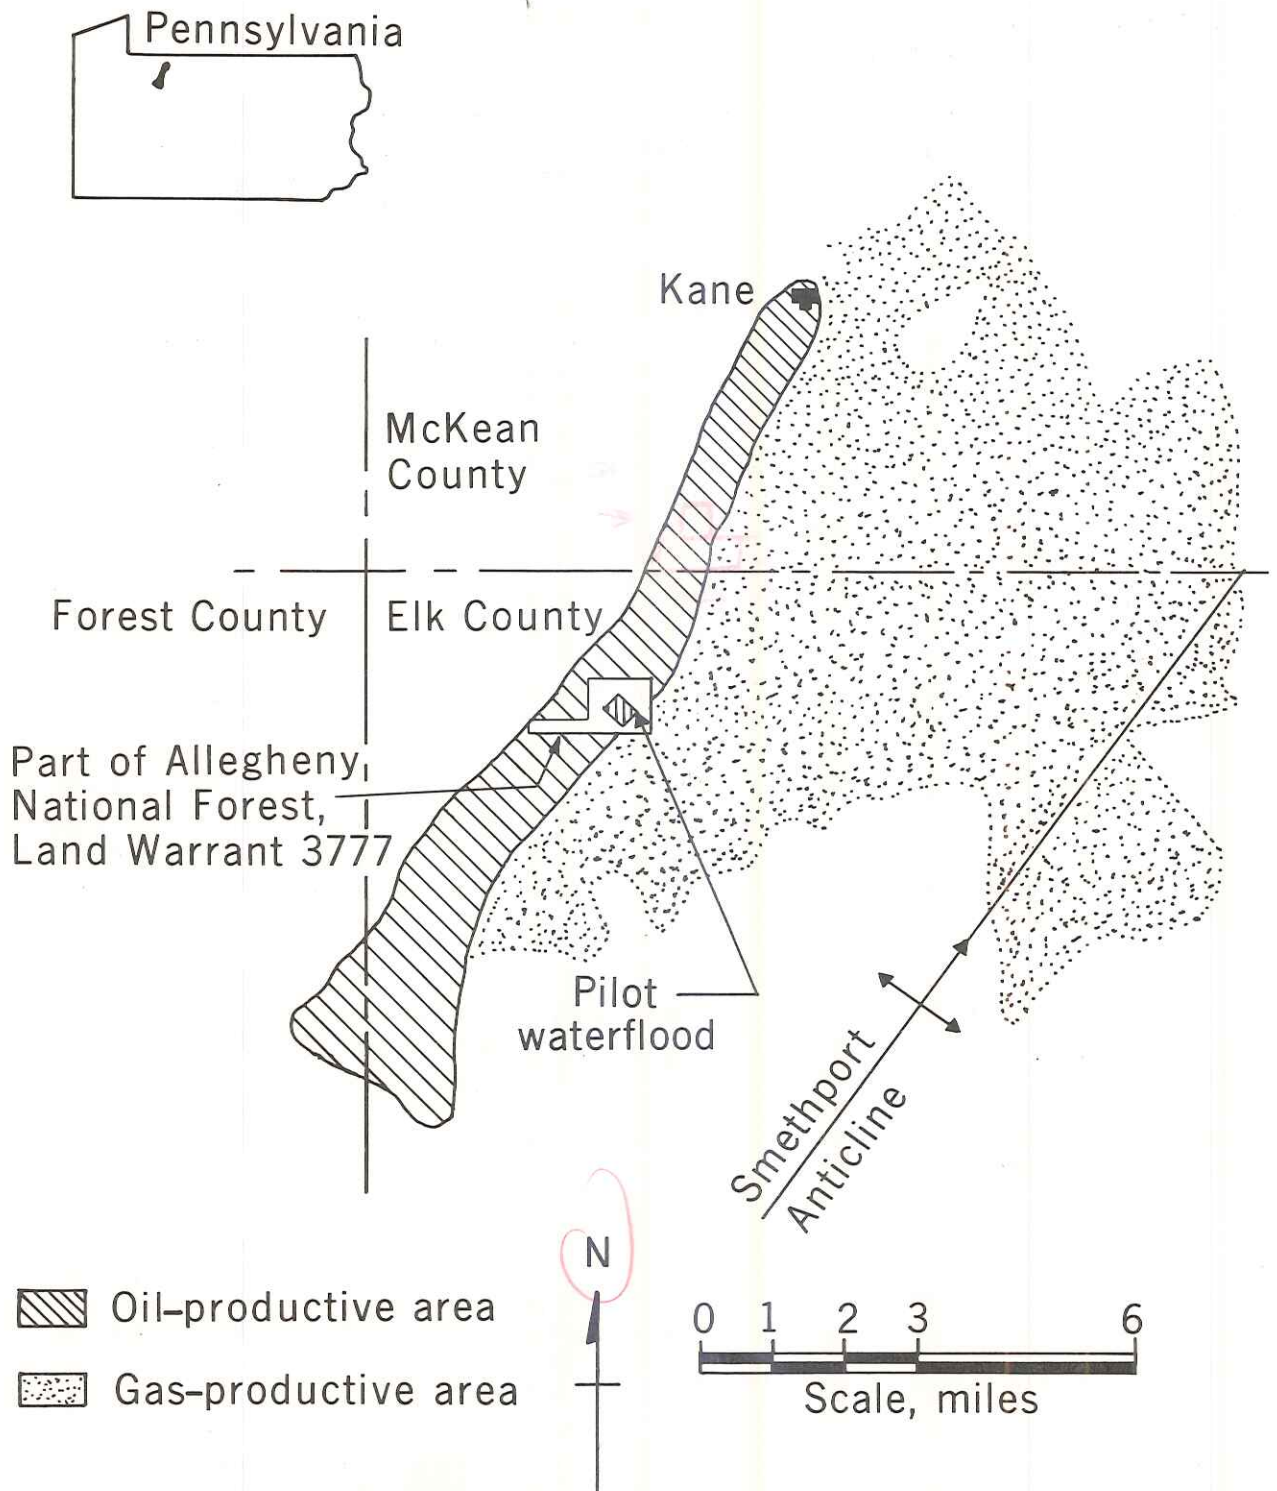 Pennsylvania
Kane
McKean
County
Forest County
Elk County
Part of Allegheny
National Forest,
Land Warrant 3777
Pilot
waterflood
Smethport
Anticline
N
Oil-productive area
Gas-productive area
0 1 2 3 6
Scale, miles